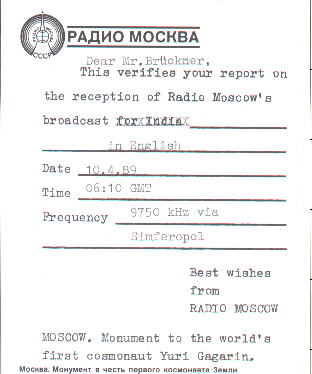 СССР
РАДИО МОСКВА
Dear Mr. Brückner,
This verifies your report on
the reception of Radio Moscow's
broadcast for India
in English
Date 10.4.89
Time 06:10 GMT
Frequency 9750 kHz via
Simferopol
Best wishes
from
RADIO MOSCOW
MOSCOW. Monument to the world's
first cosmonaut Yuri Gagarin.
Москва. Монумент в честь первого космонавта Земли